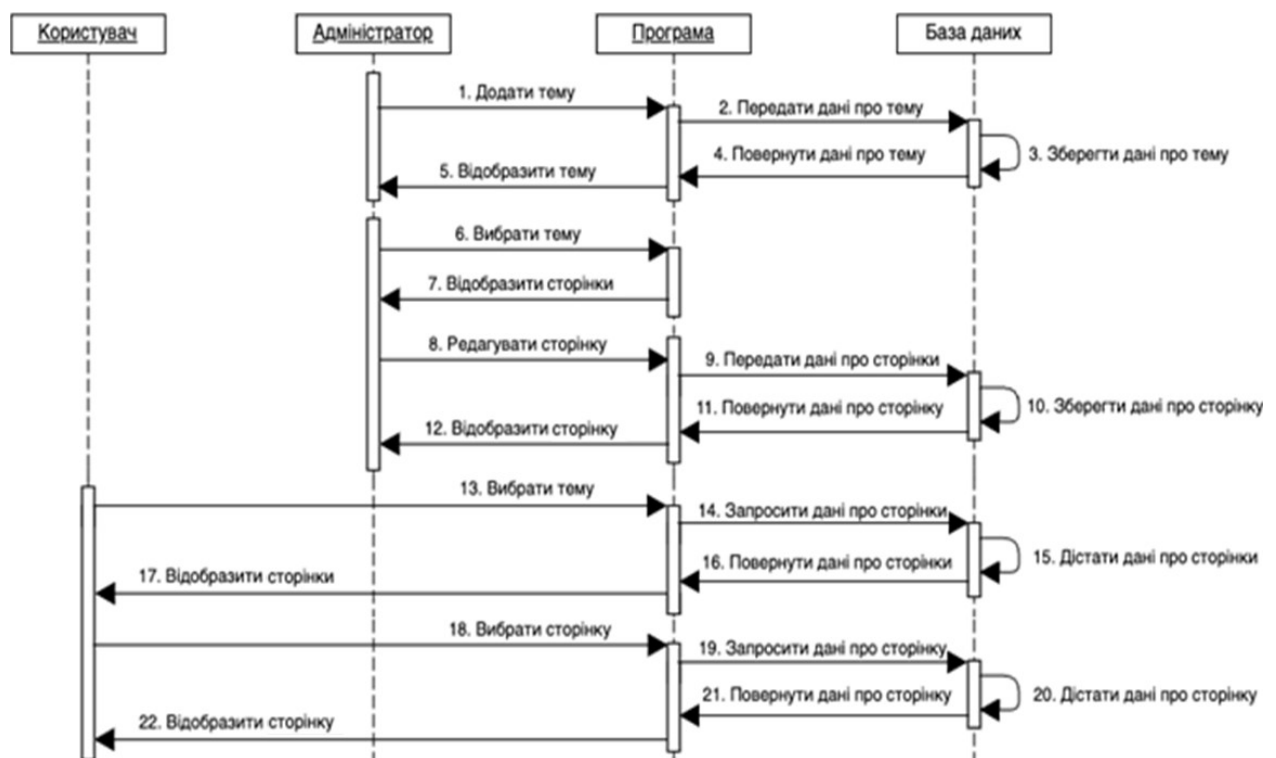 Користувач
Адміністратор
Програма
База даних
1. Додати тему
2. Передати дані про тему
3. Зберегти дані про тему
4. Повернути дані про тему
5. Відобразити тему
6. Вибрати тему
7. Відобразити сторінки
8. Редагувати сторінку
9. Передати дані про сторінки
10. Зберегти дані про сторінку
11. Повернути дані про сторінку
12. Відобразити сторінку
13. Вибрати тему
14. Запросити дані про сторінки
15. Дістати дані про сторінки
16. Повернути дані про сторінки
17. Відобразити сторінки
18. Вибрати сторінку
19. Запросити дані про сторінку
20. Дістати дані про сторінку
21. Повернути дані про сторінку
22. Відобразити сторінку